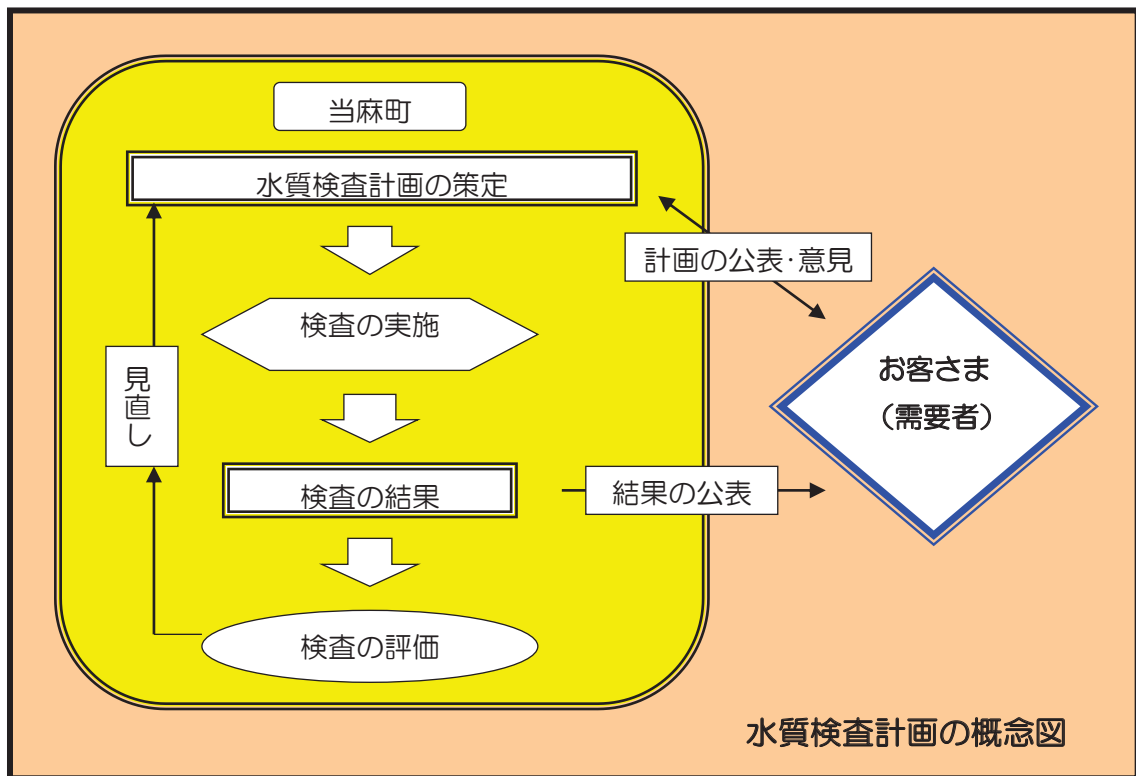 当麻町
水質検査計画の策定
計画の公表･意見
検査の実施
お客さま
（需要者）
見直し
検査の結果
結果の公表
検査の評価
水質検査計画の概念図